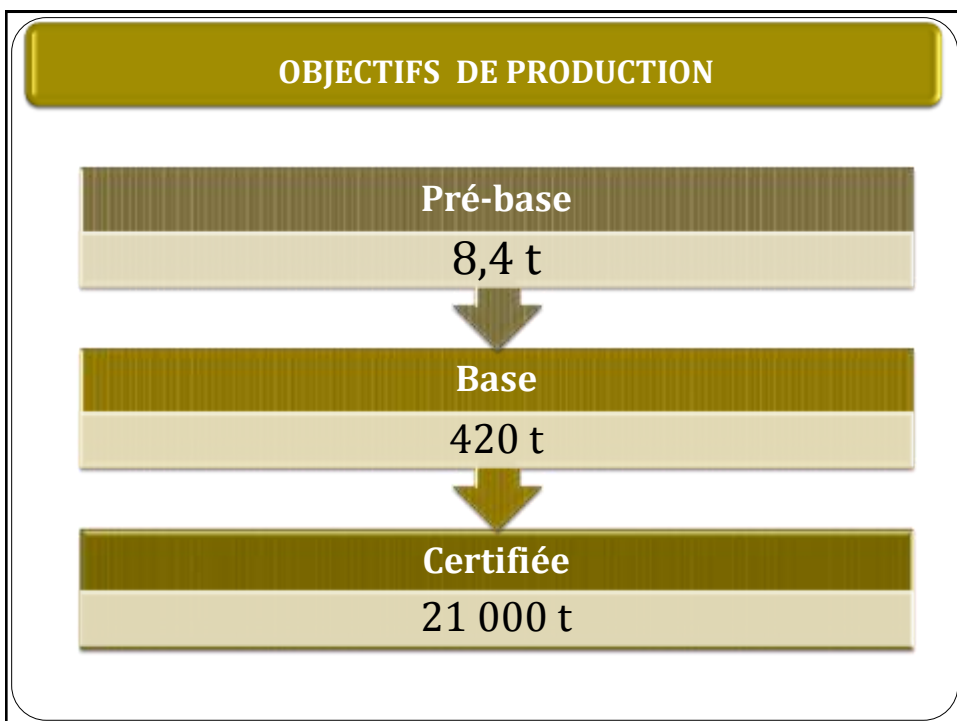 OBJECTIFS DE PRODUCTION
Pré-base
8,4 t
Base
420 t
Certifiée
21 000 t